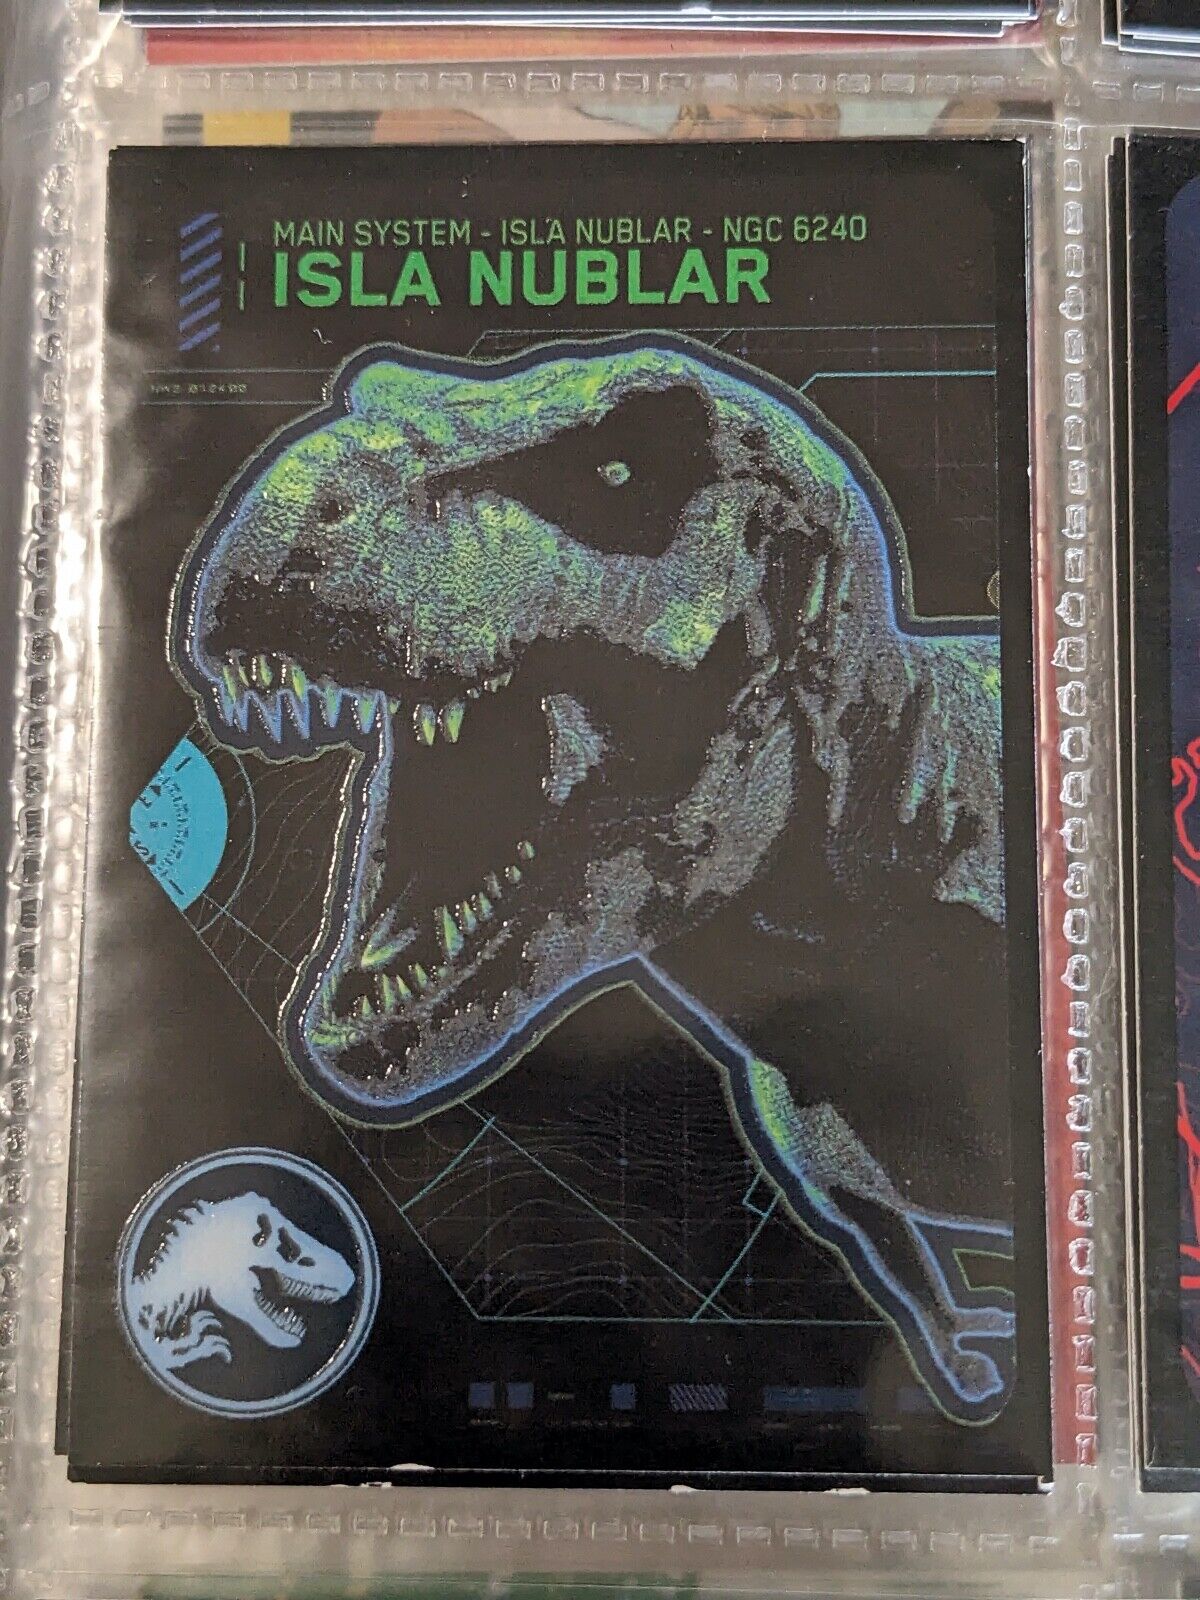 MAIN SYSTEM - ISLA NUBLAR - NGC 6240
ISLA NUBLAR